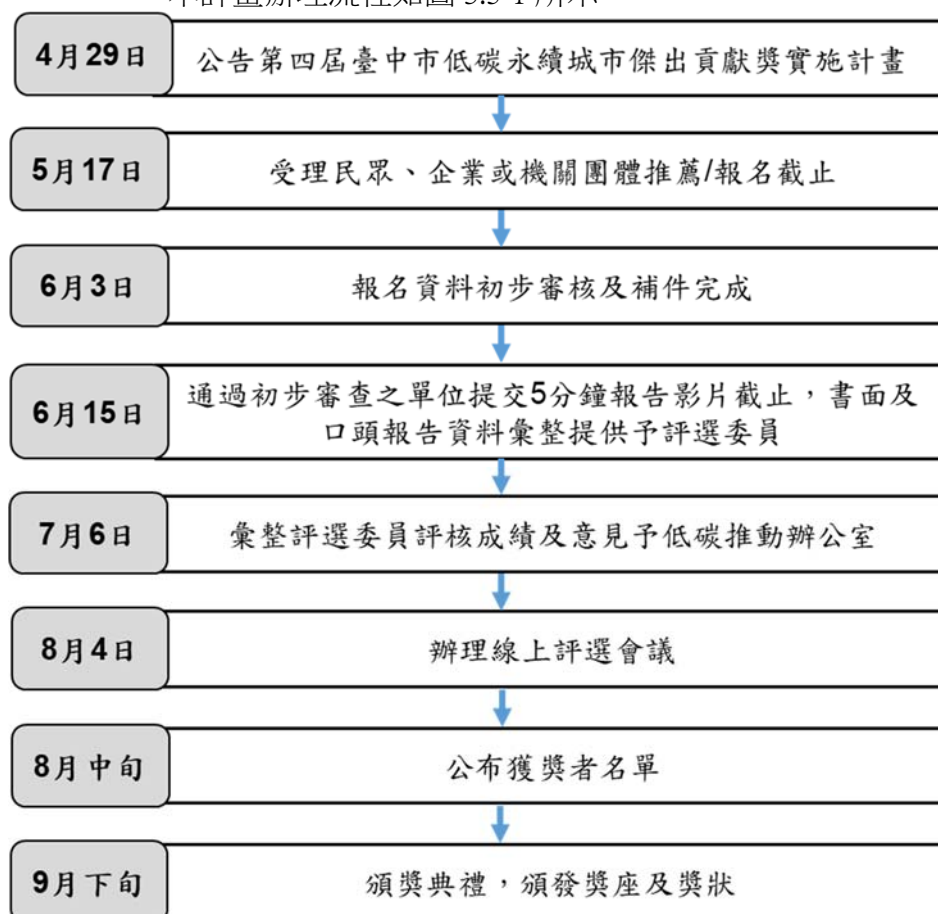 4月29日
公告第四屆臺中市低碳永續城市傑出貢獻獎實施計畫
5月17日
受理民眾、企業或機關團體推薦/報名截止
6月3日
報名資料初步審核及補件完成
6月15日
通過初步審查之單位提交5分鐘報告影片截止，書面及
口頭報告資料彙整提供予評選委員
7月6日
彙整評選委員評核成績及意見予低碳推動辦公室
8月4日
辦理線上評選會議
8月中旬
公布獲獎者名單
9月下旬
頒獎典禮，頒發獎座及獎狀